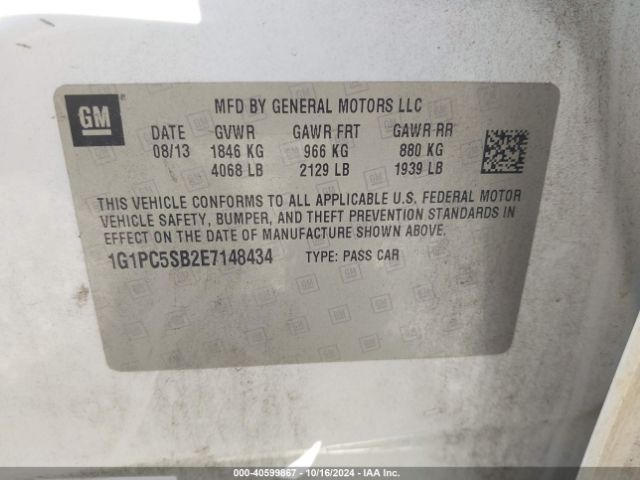 GM
MFD BY GENERAL MOTORS LLC
DATE GVWR GAWR FRT GAWR RR
08/13 1846 KG 966 KG 880 KG
4068 LB 2129 LB 1939 LB
THIS VEHICLE CONFORMS TO ALL APPLICABLE U.S. FEDERAL MOTOR
VEHICLE SAFETY, BUMPER, AND THEFT PREVENTION STANDARDS IN
EFFECT ON THE DATE OF MANUFACTURE SHOWN ABOVE.
1G1PC5SB2E7148434 TYPE: PASS CAR
000-40599867 - 10/16/2024 - IAA Inc.